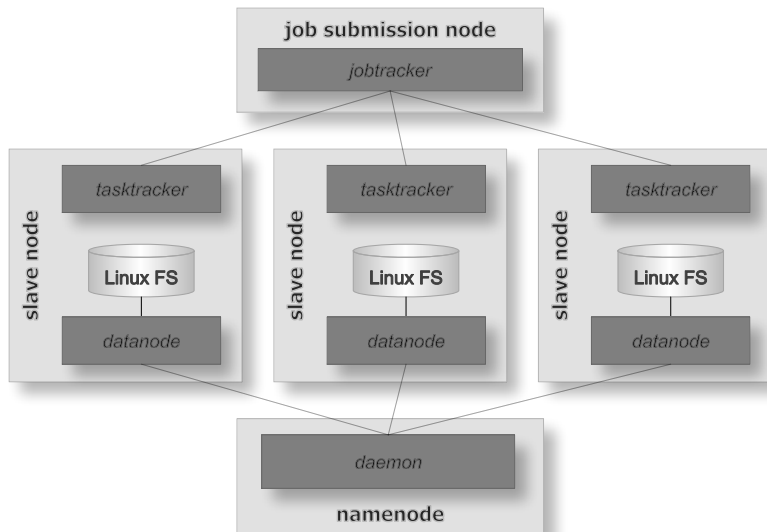 job submission node
jobtracker
slave node
tasktracker
Linux FS
datanode
slave node
tasktracker
Linux FS
datanode
slave node
tasktracker
Linux FS
datanode
daemon
namenode